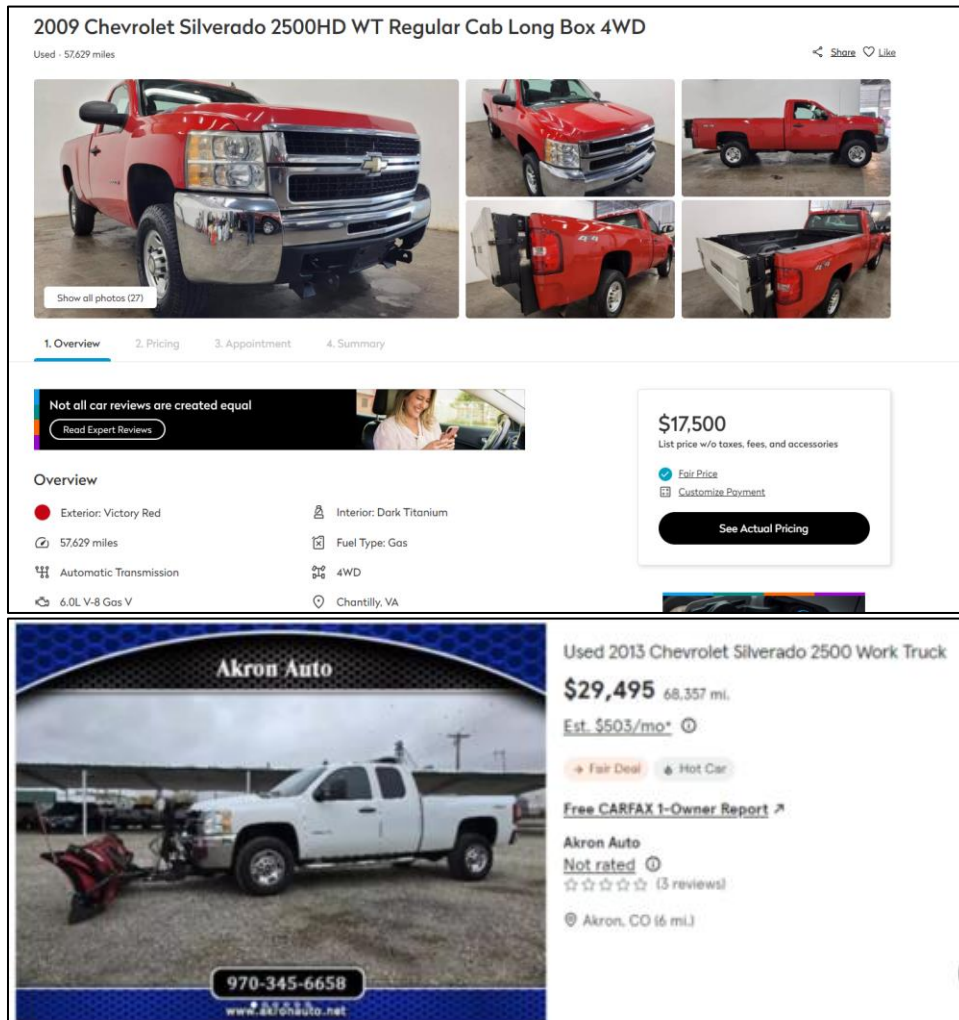 2009 Chevrolet Silverado 2500HD WT Regular Cab Long Box 4WD
Used - 57,629 miles
Share Like
Show all photos (27)
1. Overview 2. Pricing 3. Appointment 4. Summary
Not all car reviews are created equal
Read Expert Reviews
$17,500
List price w/o taxes, fees, and accessories
Fair Price
Customize Payment
See Actual Pricing
Overview
Exterior: Victory Red
Interior: Dark Titanium
57,629 miles
Fuel Type: Gas
Automatic Transmission
4WD
6.0L V-8 Gas V
Chantilly, VA
Akron Auto
970-345-6658
www.akronauto.net
Used 2013 Chevrolet Silverado 2500 Work Truck
$29,495 68,357 mi.
Est. $503/mo*
Fair Deal Hot Car
Free CARFAX 1-Owner Report
Akron Auto
Not rated
(3 reviews)
Akron, CO (6 mi.)